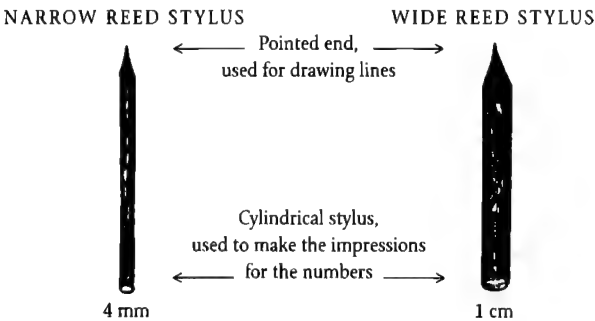 NARROW REED STYLUS
WIDE REED STYLUS
Pointed end,
used for drawing lines
Cylindrical stylus,
used to make the impressions
for the numbers
4 mm
1 cm